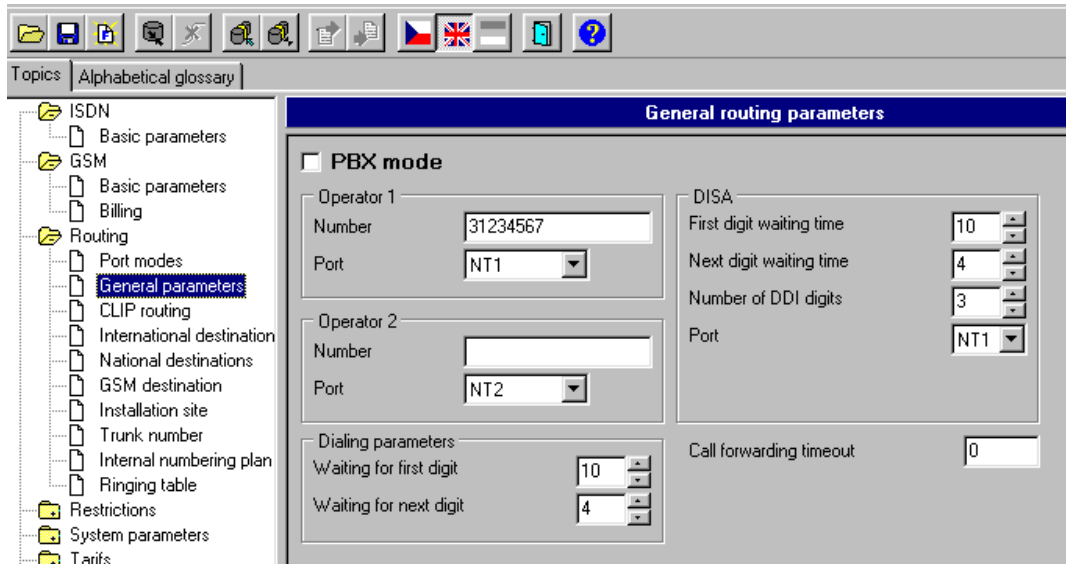 Topics
Alphabetical glossary
ISDN
Basic parameters
GSM
Basic parameters
Billing
Routing
Port modes
General parameters
CLIP routing
International destination
National destinations
GSM destination
Installation site
Trunk number
Internal numbering plan
Ringing table
Restrictions
System parameters
Tarifs
General routing parameters
PBX mode
Operator 1
Number 31234567
Port NT1
Operator 2
Number
Port NT2
Dialing parameters
Waiting for first digit 10
Waiting for next digit 4
DISA
First digit waiting time 10
Next digit waiting time 4
Number of DDI digits 3
Port NT1
Call forwarding timeout 0